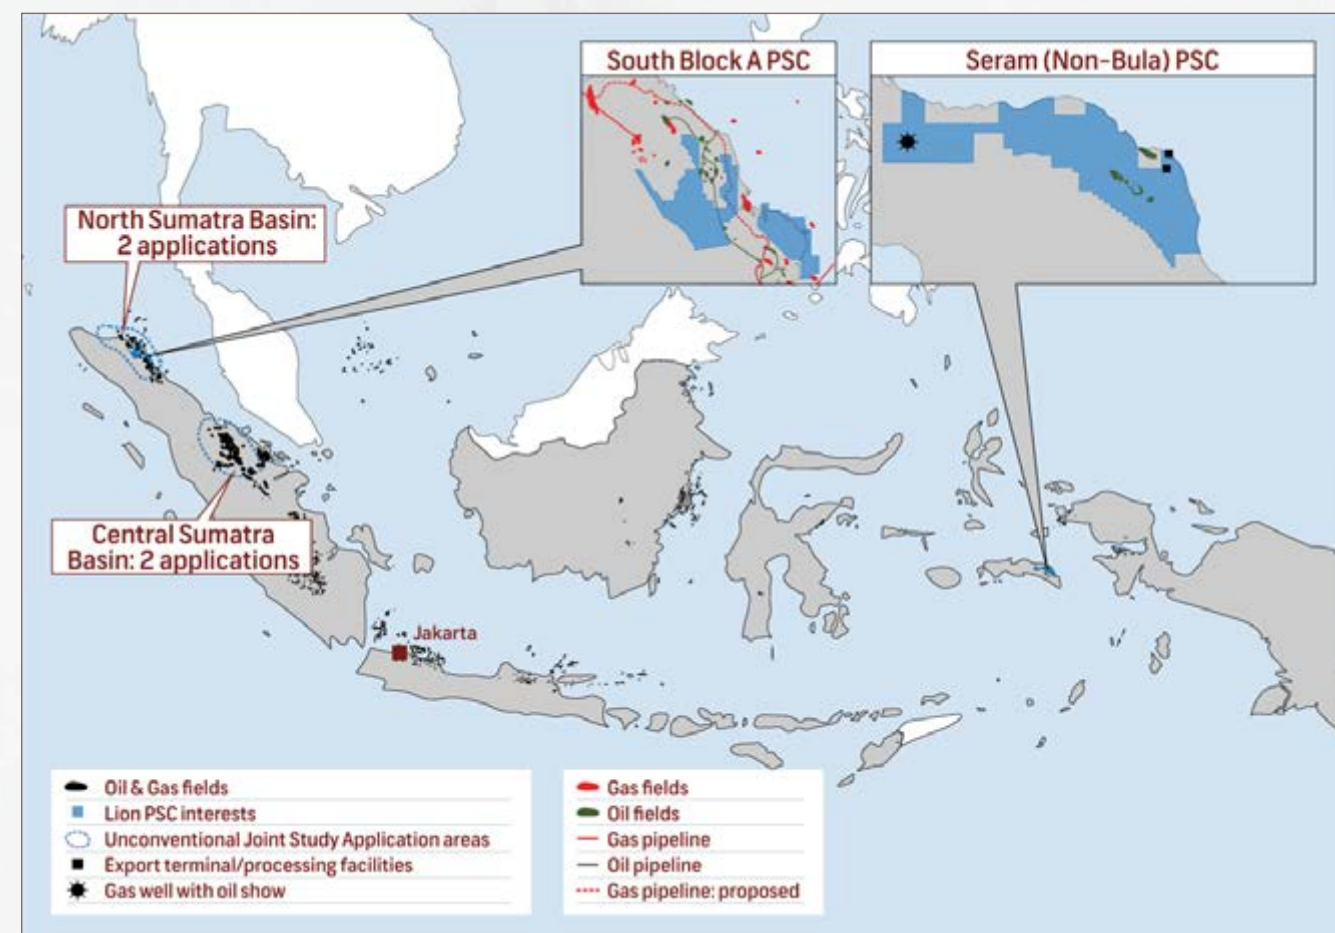 South Block A PSC
Seram (Non-Bula) PSC
North Sumatra Basin:
2 applications
Central Sumatra
Basin: 2 applications
Jakarta
Oil & Gas fields
Lion PSC interests
Unconventional Joint Study Application areas
Export terminal/processing facilities
Gas well with oil show
Gas fields
Oil fields
Gas pipeline
Oil pipeline
Gas pipeline: proposed